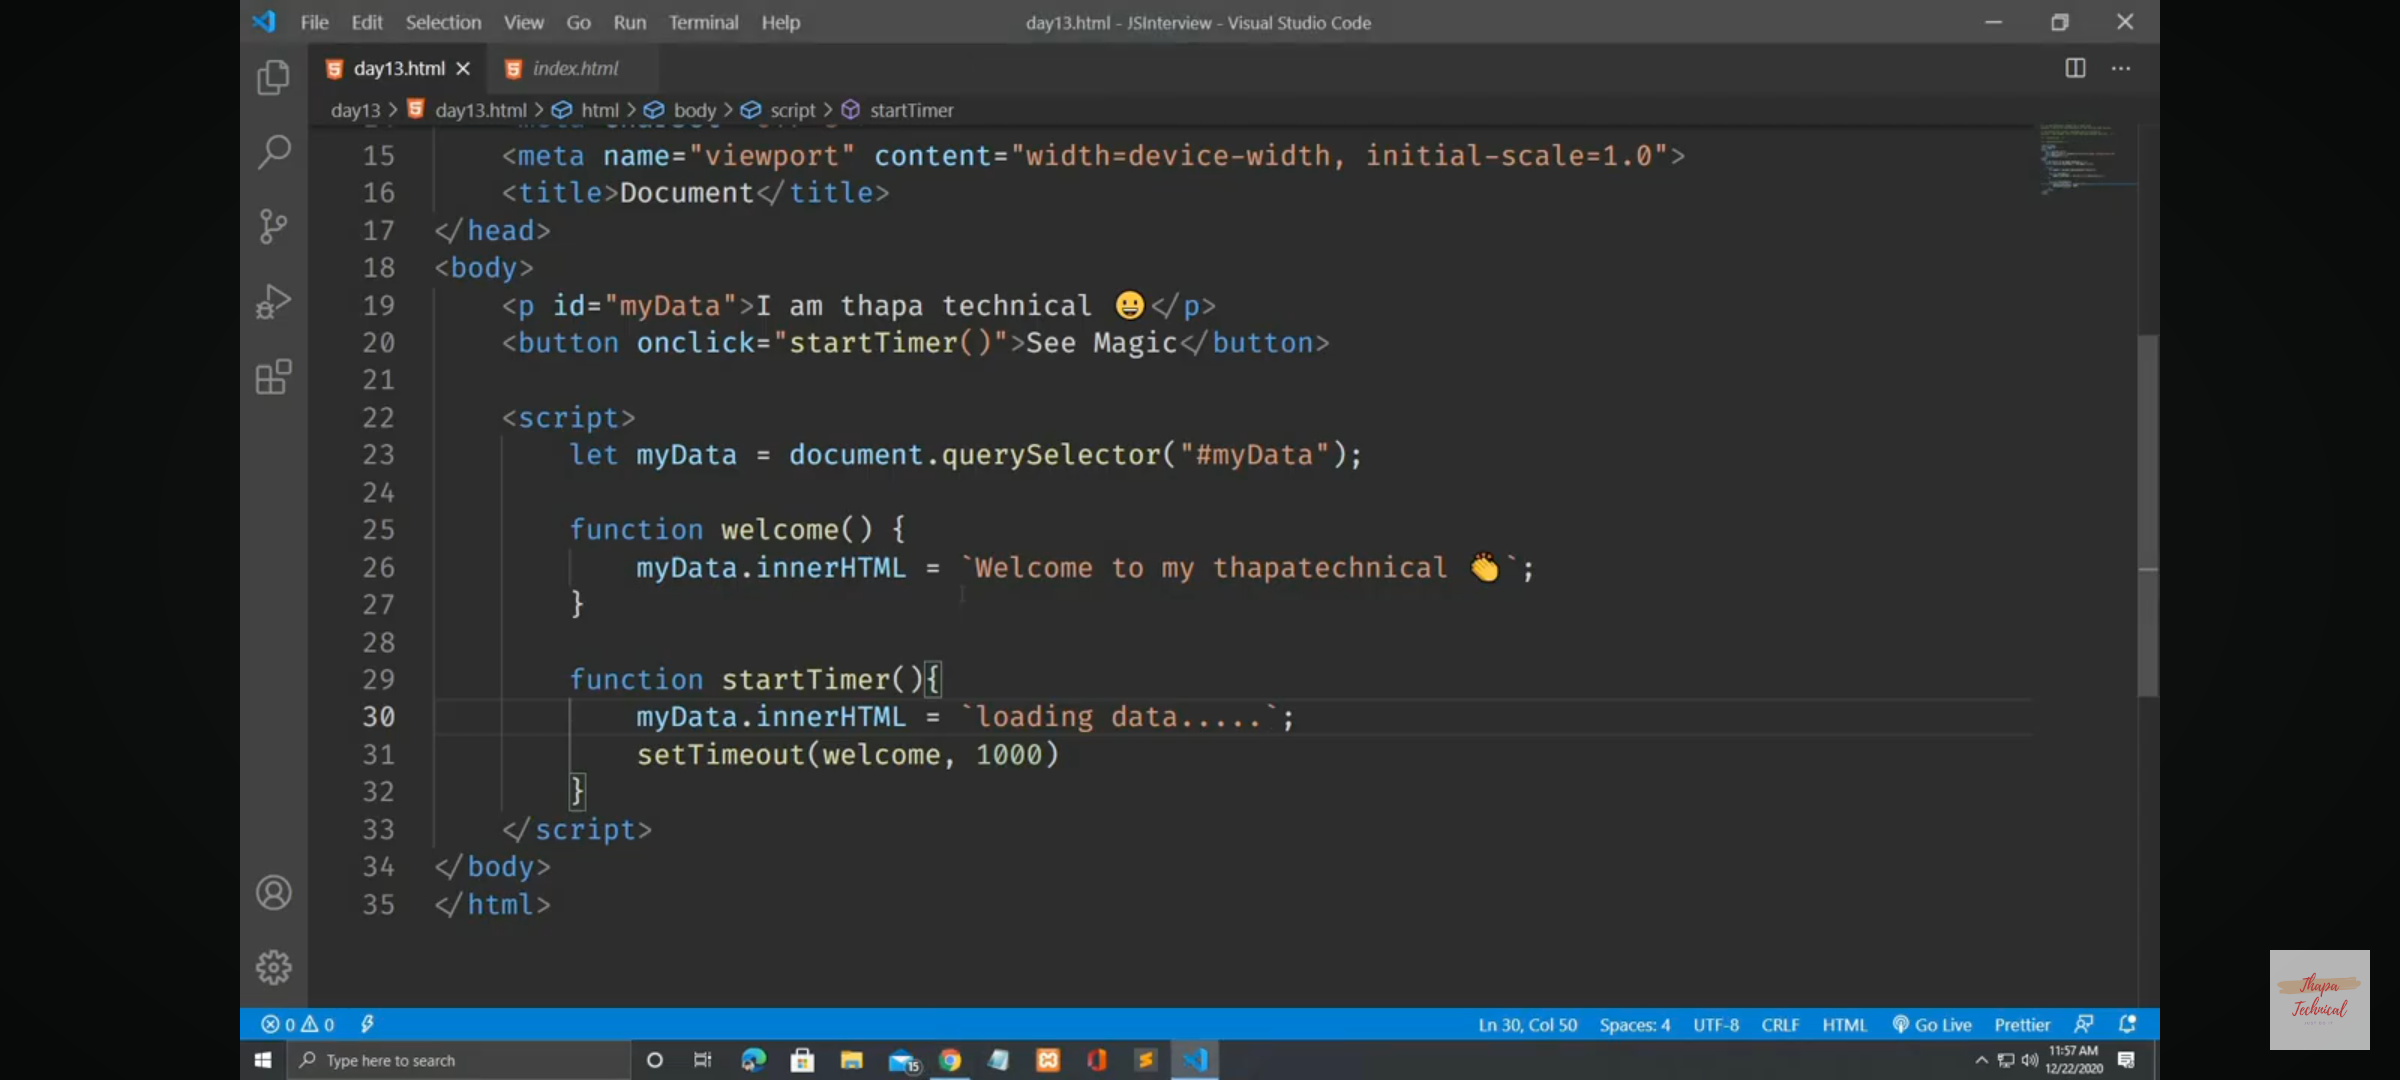 File Edit Selection View Go Run Terminal Help day13.html - JSInterview - Visual Studio Code
day13.html index.html
day13 > day13.html > html > body > script > startTimer
15 <meta name="viewport" content="width=device-width, initial-scale=1.0">
16 <title>Document</title>
17 </head>
18 <body>
19 <p id="myData">I am thapa technical 😀</p>
20 <button onclick="startTimer()">See Magic</button>
21
22 <script>
23 let myData = document.querySelector("#myData");
24
25 function welcome() {
26 myData.innerHTML = `Welcome to my thapatechnical 👏`;
27 }
28
29 function startTimer(){
30 myData.innerHTML = `loading data.....`;
31 setTimeout(welcome, 1000)
32 }
33 </script>
34 </body>
35 </html>
0 0 Ln 30, Col 50 Spaces: 4 UTF-8 CRLF HTML Go Live Prettier
Type here to search 15 11:57 AM
12/22/2020
Thapa
Technical